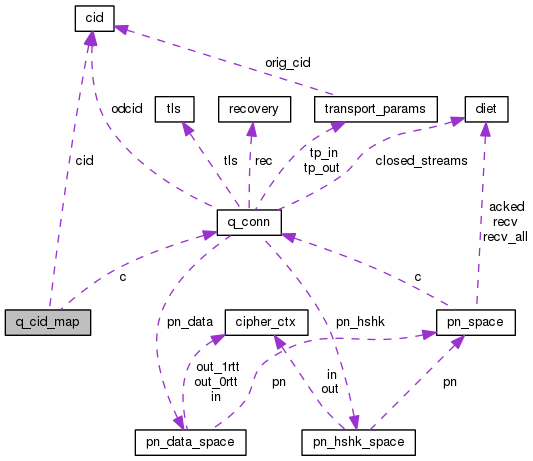 cid
orig_cid
tls
recovery
transport_params
diet
odcid
cid
tls
rec
tp_in
tp_out
closed_streams
acked
recv
recv_all
q_conn
c
c
q_cid_map
pn_data
cipher_ctx
pn_hshk
pn_space
out_1rtt
out_0rtt
in
pn
in
out
pn
pn_data_space
pn_hshk_space